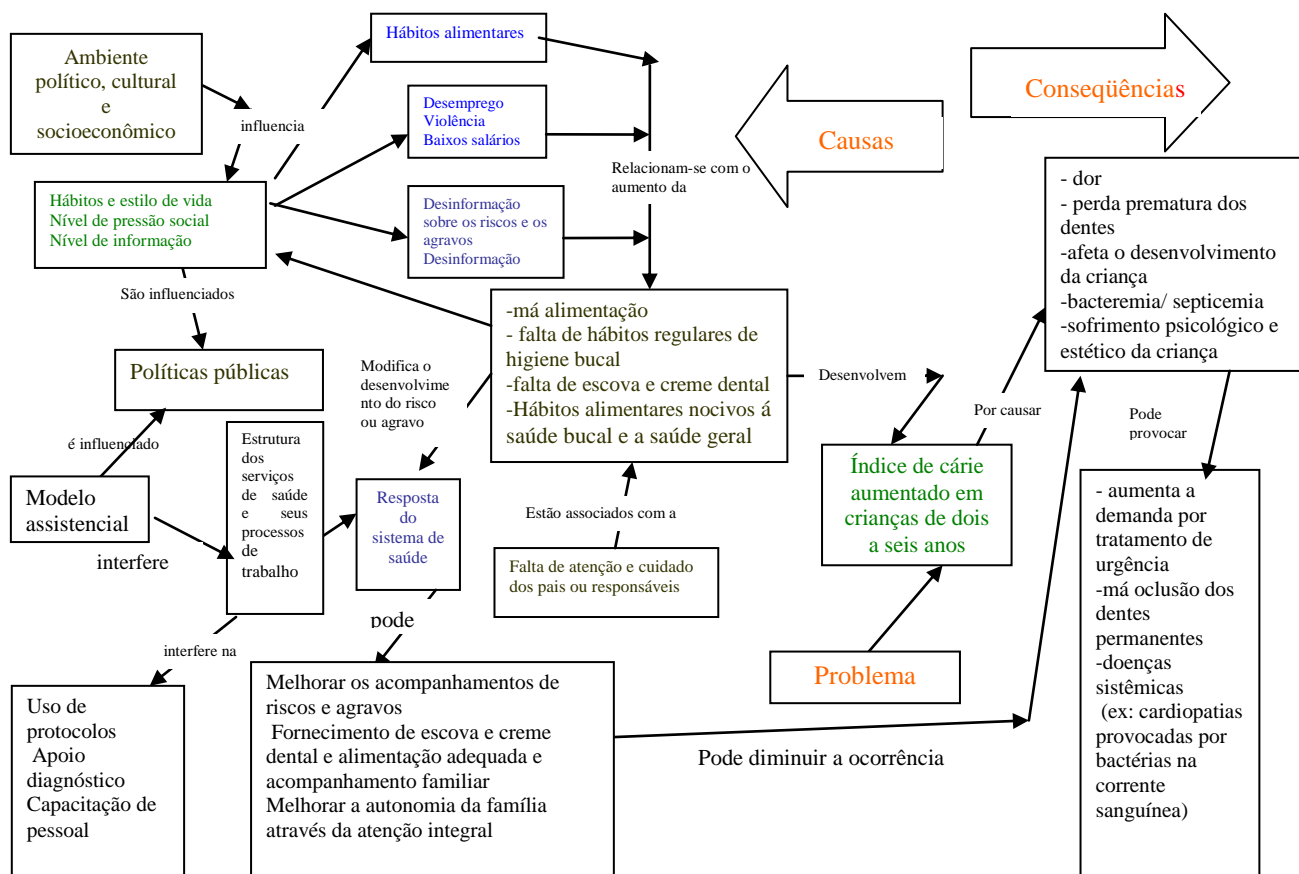 Ambiente
político, cultural
e
socioeconômico
influencia
Hábitos alimentares
Desemprego
Violência
Baixos salários
Relacionam-se com o
aumento da
Causas
Conseqüências
Hábitos e estilo de vida
Nível de pressão social
Nível de informação
Desinformação
sobre os riscos e os
agravos
Desinformação
- dor
- perda prematura dos
dentes
-afeta o desenvolvimento
da criança
-bacteremia/ septicemia
-sofrimento psicológico e
estético da criança
São influenciados
Políticas públicas
é influenciado
Modelo
assistencial
interfere
Estrutura
dos
serviços
de saúde
e seus
processos
de
trabalho
Modifica o
desenvolvime
nto do risco
ou agravo
-má alimentação
- falta de hábitos regulares de
higiene bucal
-falta de escova e creme dental
-Hábitos alimentares nocivos á
saúde bucal e a saúde geral
Desenvolvem
Por causar
Pode
provocar
Resposta
do
sistema de
saúde
Estão associados com a
Falta de atenção e cuidado
dos pais ou responsáveis
Índice de cárie
aumentado em
crianças de dois
a seis anos
Problema
- aumenta a
demanda por
tratamento de
urgência
-má oclusão dos
dentes
permanentes
-doenças
sistêmicas
(ex: cardiopatias
provocadas por
bactérias na
corrente
sanguínea)
interfere na
pode
Uso de
protocolos
Apoio
diagnóstico
Capacitação de
pessoal
Melhorar os acompanhamentos de
riscos e agravos
Fornecimento de escova e creme
dental e alimentação adequada e
acompanhamento familiar
Melhorar a autonomia da família
através da atenção integral
Pode diminuir a ocorrência